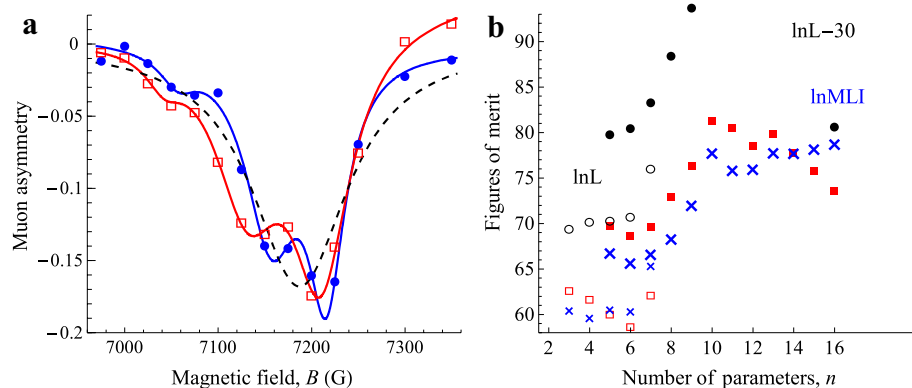 a
0
−0.05
−0.1
−0.15
−0.2
Muon asymmetry
7000
7100
7200
7300
Magnetic field, B (G)
b
90
85
80
75
70
65
60
Figures of merit
lnL−30
lnMLI
lnL
2
4
6
8
10
12
14
16
Number of parameters, n